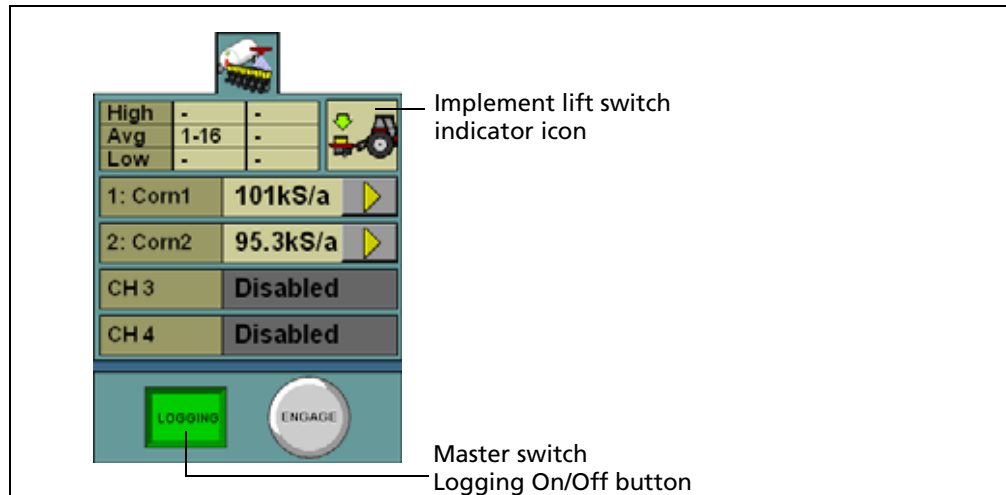 Implement lift switch
indicator icon
High - -
Avg 1-16 -
Low - -
1: Corn1 101kS/a
2: Corn2 95.3kS/a
CH 3 Disabled
CH 4 Disabled
LOGGING ENGAGE
Master switch
Logging On/Off button